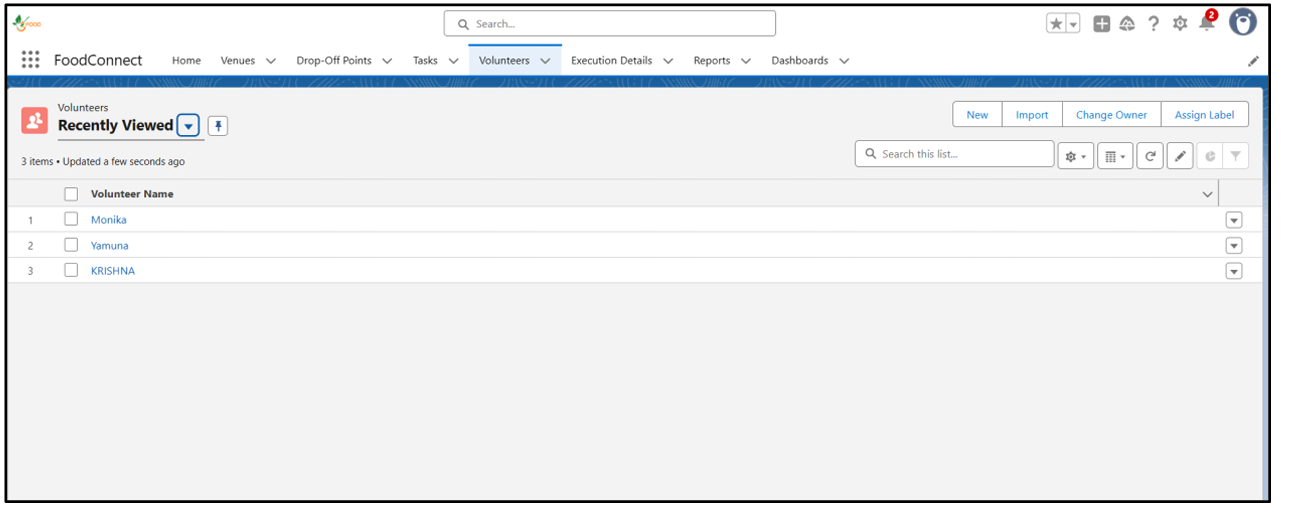 FOOD
Search...
2
FoodConnect Home Venues Drop-Off Points Tasks Volunteers Execution Details Reports Dashboards
Volunteers
Recently Viewed
New Import Change Owner Assign Label
3 items • Updated a few seconds ago
Search this list...
Volunteer Name
1 Monika
2 Yamuna
3 KRISHNA